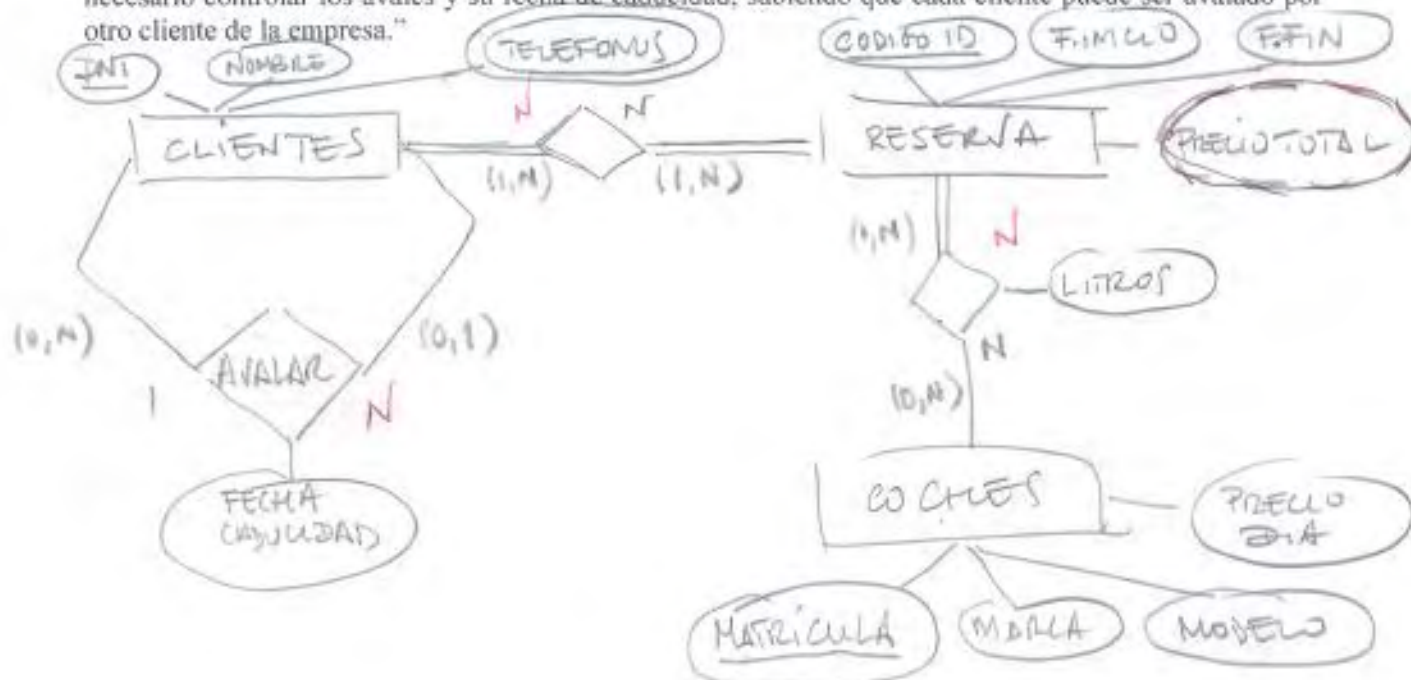 necesario controlar los avales y su fecha de caducidad, sabiendo que cada cliente puede ser avalado por
otro cliente de la empresa.”
DNI NOMBRE TELEFONOS CODIGO ID F.INICIO F.FIN
CLIENTES N N RESERVA PRECIO TOTAL
(1,N) (1,N)
(1,N) N
LITROS
(0,N) AVALAR (0,1) N
1 N (0,N)
FECHA
CADUCIDAD
COCHES PRECIO
DIA
MATRÍCULA MARCA MODELO